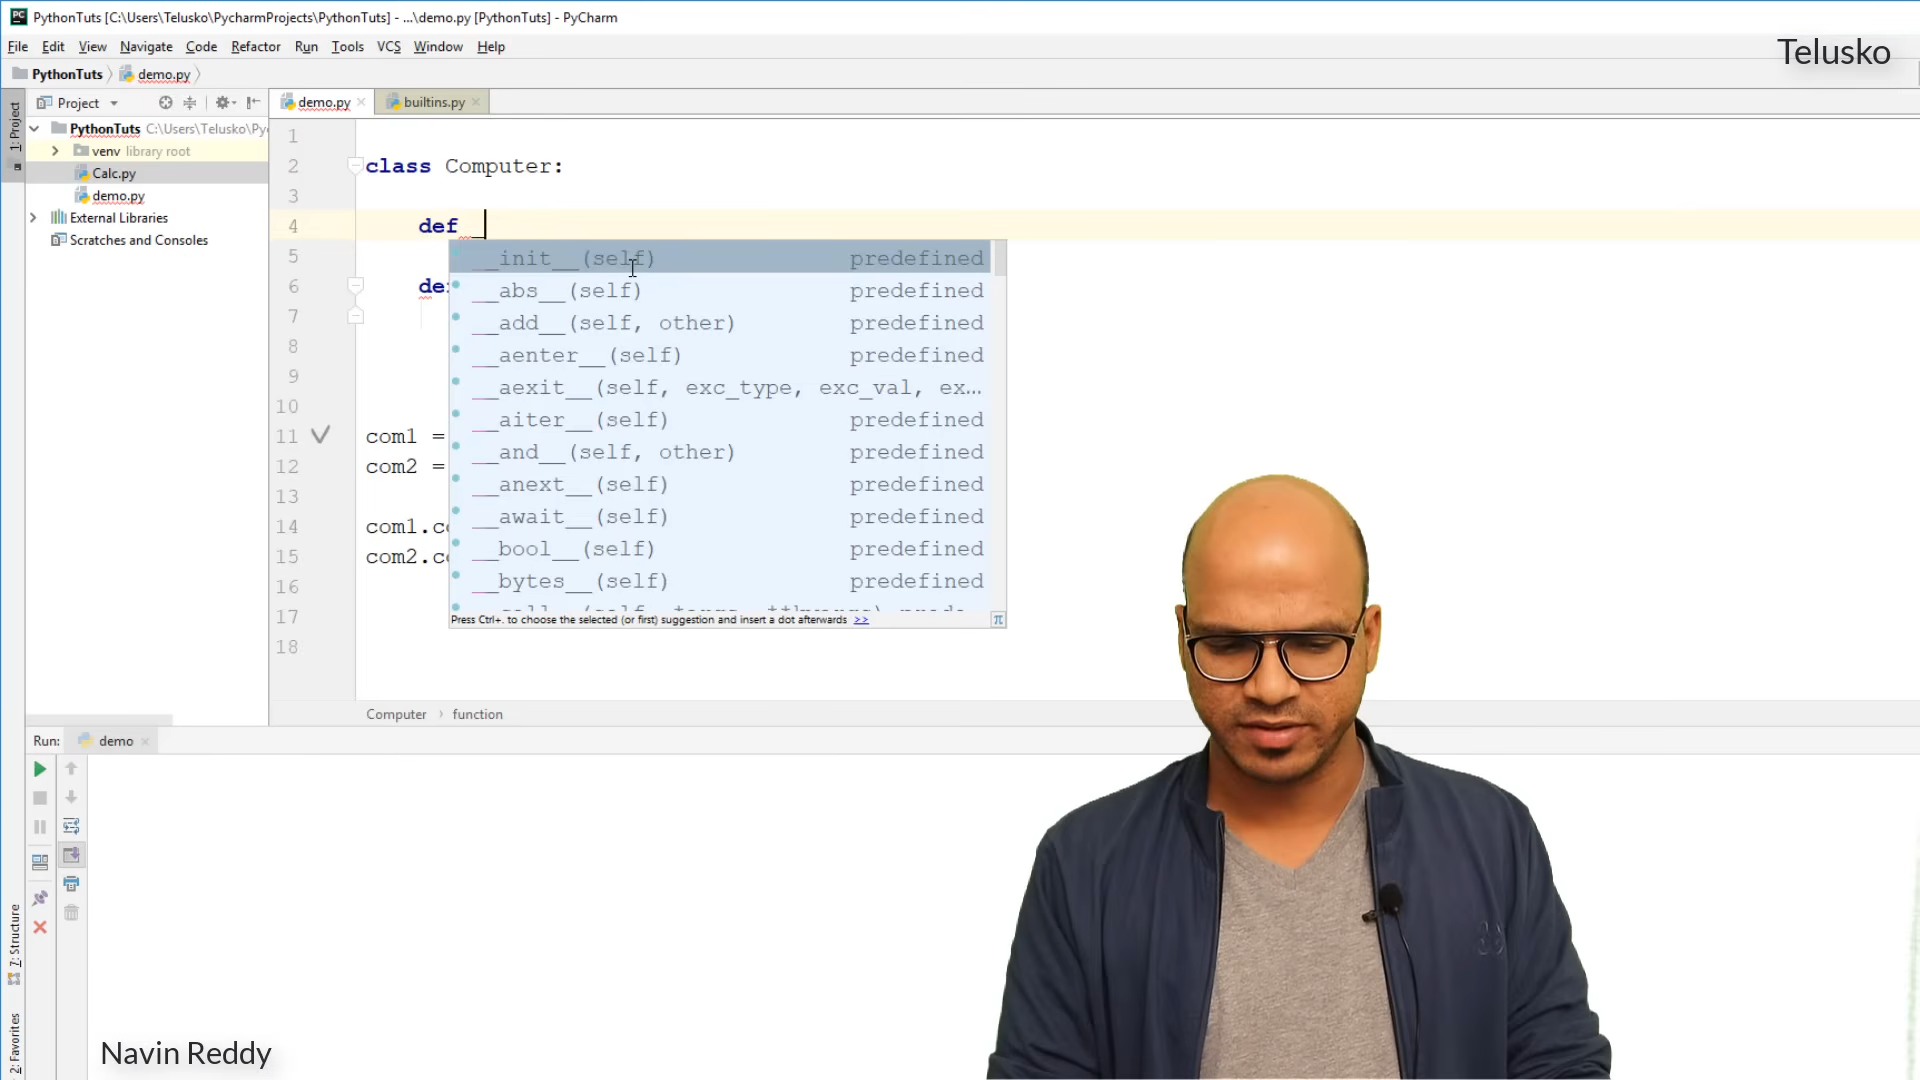 PythonTuts [C:\Users\Telusko\PycharmProjects\PythonTuts] - ...\demo.py [PythonTuts] - PyCharm
File Edit View Navigate Code Refactor Run Tools VCS Window Help
Telusko
PythonTuts demo.py
1: Project
Project
demo.py
builtins.py
PythonTuts C:\Users\Telusko\Py
venv library root
Calc.py
demo.py
External Libraries
Scratches and Consoles
1
2 class Computer:
3
4 def _
5
6
7
8
9
10
11 com1 =
12 com2 =
13
14 com1.
15 com2.
16
17
18
__init__(self) predefined
__abs__(self) predefined
__add__(self, other) predefined
__aenter__(self) predefined
__aexit__(self, exc_type, exc_val, ex...
__aiter__(self) predefined
__and__(self, other) predefined
__anext__(self) predefined
__await__(self) predefined
__bool__(self) predefined
__bytes__(self) predefined
Press Ctrl+. to choose the selected (or first) suggestion and insert a dot afterwards >>
π
Computer › function
Run: demo
7: Structure
2: Favorites
Navin Reddy